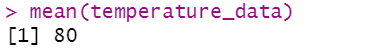 > mean(temperature_data)
[1] 80